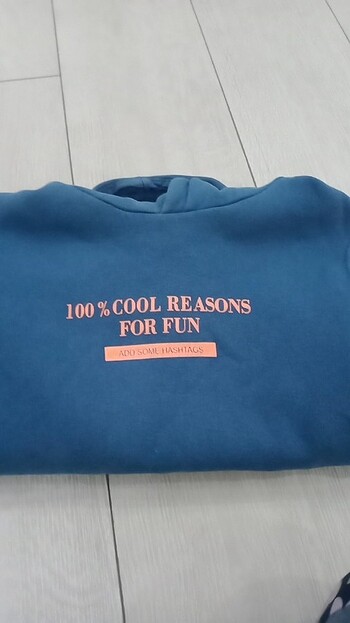 100 % COOL REASONS
FOR FUN
ADD SOME HASHTAGS